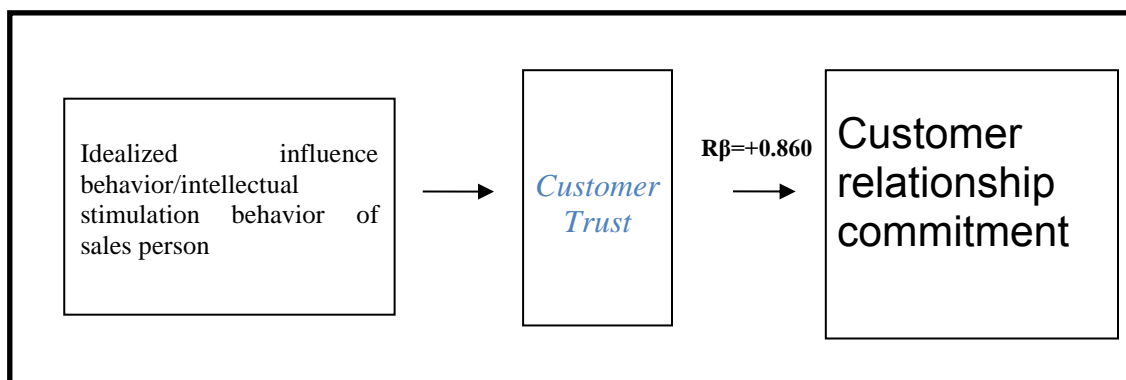 Idealized influence
behavior/intellectual
stimulation behavior of
sales person
Customer
Trust
Rβ=+0.860
Customer
relationship
commitment